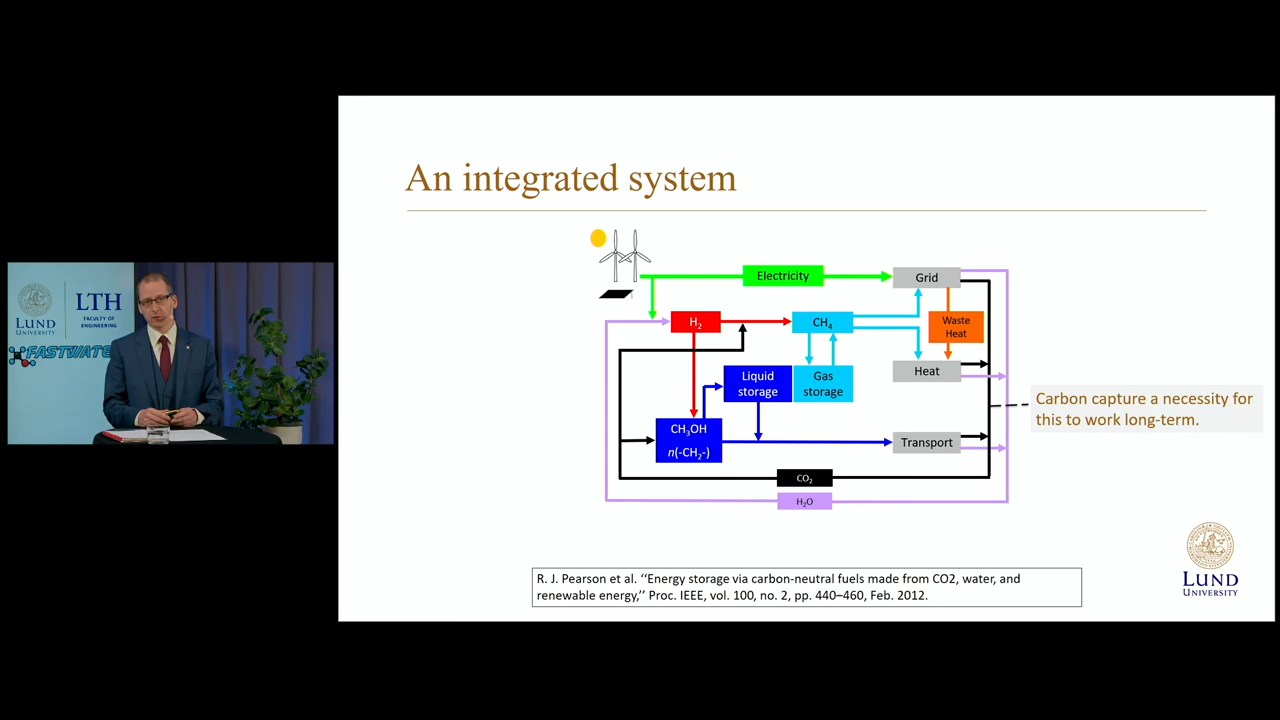 LUND
UNIVERSITY
LTH
FACULTY OF
ENGINEERING
FASTWATE
An integrated system
Electricity
Grid
H₂
CH₄
Waste
Heat
Liquid
storage
Gas
storage
Heat
CH₃OH
n(-CH₂-)
Transport
CO₂
H₂O
Carbon capture a necessity for
this to work long-term.
R. J. Pearson et al. “Energy storage via carbon-neutral fuels made from CO2, water, and
renewable energy,” Proc. IEEE, vol. 100, no. 2, pp. 440–460, Feb. 2012.
LUND
UNIVERSITY